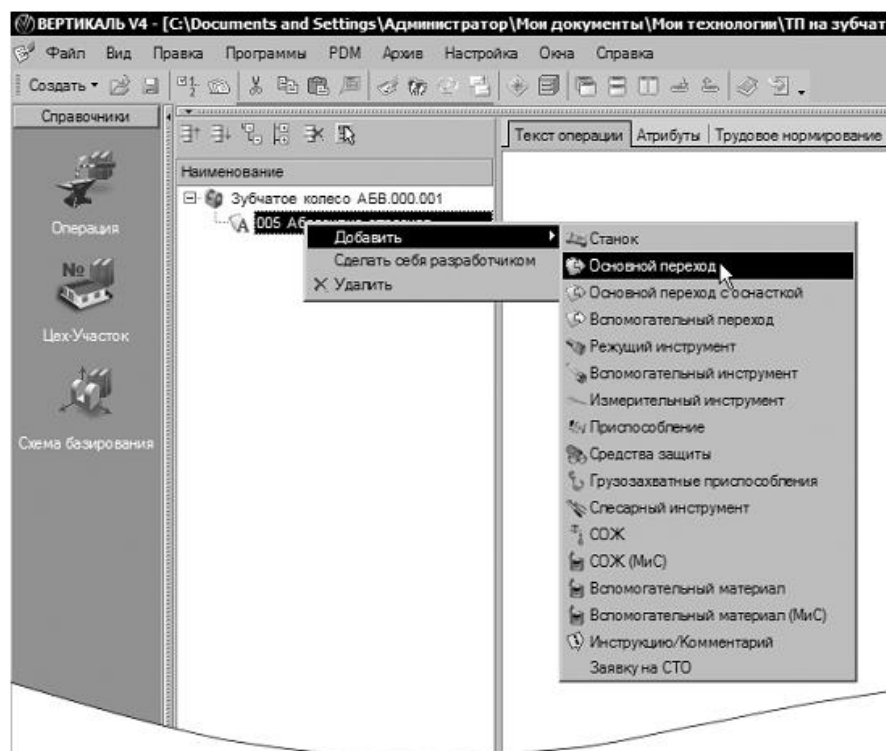 ВЕРТИКАЛЬ V4 - [C:\Documents and Settings\Администратор\Мои документы\Мои технологии\ТП на зубчат
Файл Вид Правка Программы PDM Архив Настройка Окна Справка
Создать
Справочники
Операция
Цех-Участок
Схема базирования
Наименование
Зубчатое колесо АБВ.000.001
005
Текст операции Атрибуты Трудовое нормирование
Добавить
Сделать себя разработчиком
Удалить
Станок
Основной переход
Основной переход с оснасткой
Вспомогательный переход
Режущий инструмент
Вспомогательный инструмент
Измерительный инструмент
Приспособление
Средства защиты
Грузозахватные приспособления
Слесарный инструмент
СОЖ
СОЖ (МиС)
Вспомогательный материал
Вспомогательный материал (МиС)
Инструкцию/Комментарий
Заявку на СТО